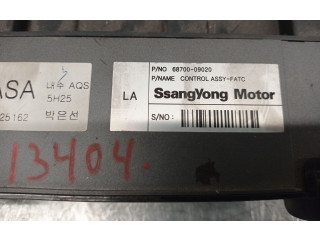 P/NO 68700-09020
P/NAME CONTROL ASSY-FATC
ASA 내수 AQS
5H25
LA SsangYong Motor
25162 박은선
S/NO :
13404.